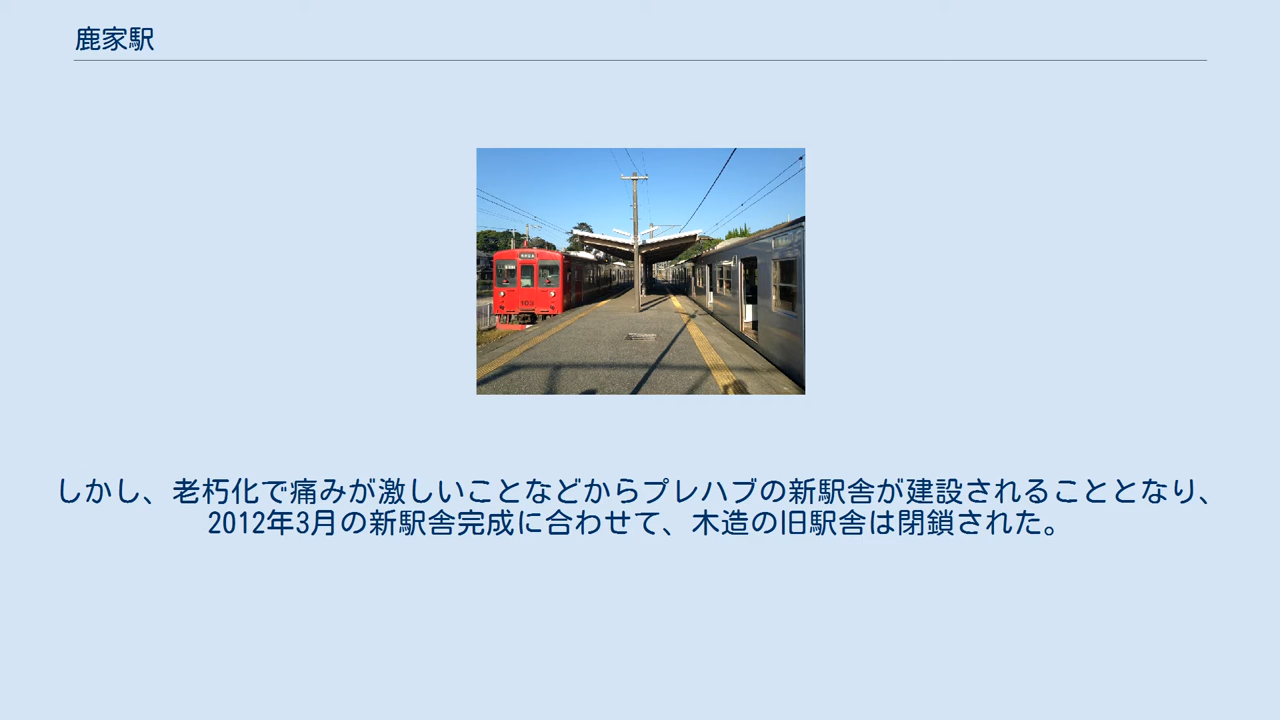 鹿家駅
103
しかし、老朽化で痛みが激しいことなどからプレハブの新駅舎が建設されることとなり、
2012年3月の新駅舎完成に合わせて、木造の旧駅舎は閉鎖された。